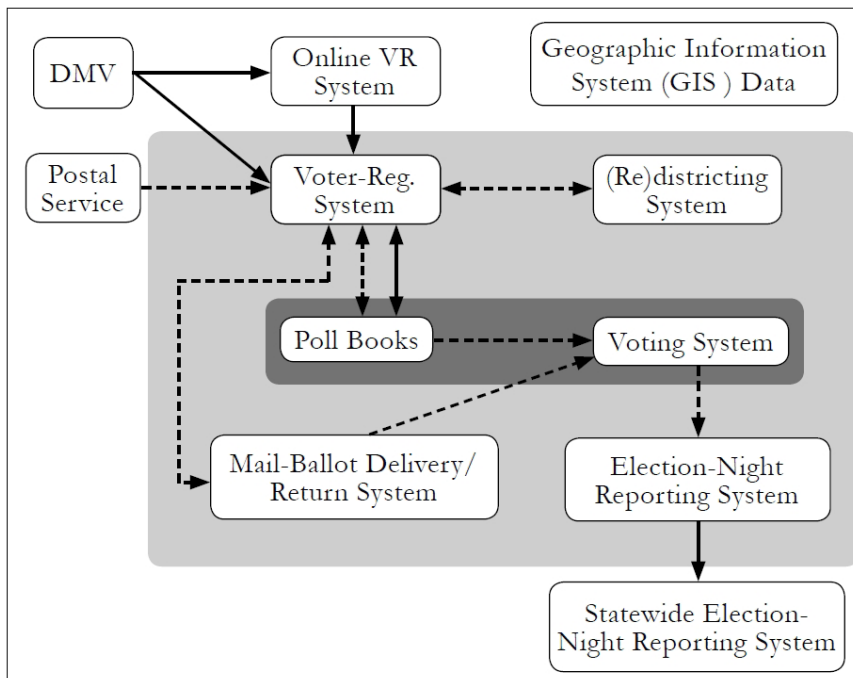 DMV
Online VR
System
Geographic Information
System (GIS ) Data
Postal
Service
Voter-Reg.
System
(Re)districting
System
Poll Books
Voting System
Mail-Ballot Delivery/
Return System
Election-Night
Reporting System
Statewide Election-
Night Reporting System